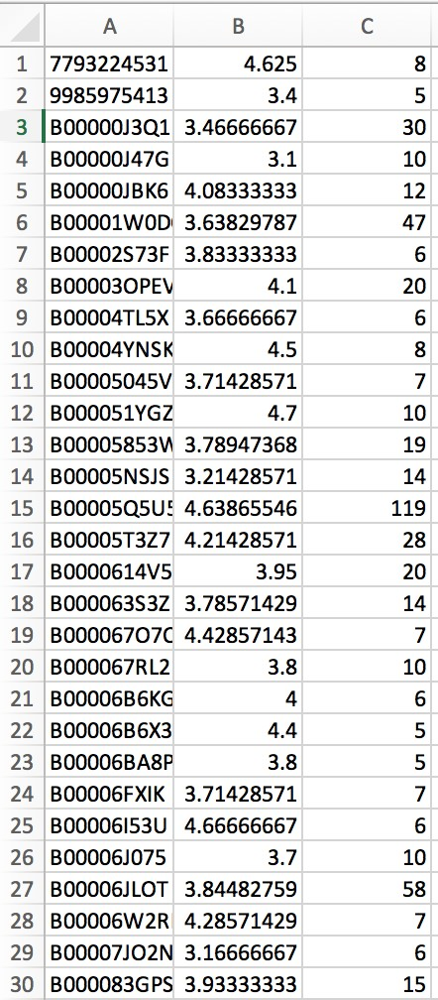 A B C
1 7793224531 4.625 8
2 9985975413 3.4 5
3 B00000J3Q1 3.46666667 30
4 B00000J47G 3.1 10
5 B00000JBK6 4.08333333 12
6 B00001W0D 3.63829787 47
7 B00002S73F 3.83333333 6
8 B00003OPEV 4.1 20
9 B00004TL5X 3.66666667 6
10 B00004YNSK 4.5 8
11 B00005045V 3.71428571 7
12 B000051YGZ 4.7 10
13 B00005853W 3.78947368 19
14 B00005NSJS 3.21428571 14
15 B00005Q5U5 4.63865546 119
16 B00005T3Z7 4.21428571 28
17 B0000614V5 3.95 20
18 B000063S3Z 3.78571429 14
19 B000067O7C 4.42857143 7
20 B000067RL2 3.8 10
21 B00006B6KG 4 6
22 B00006B6X3 4.4 5
23 B00006BA8P 3.8 5
24 B00006FXIK 3.71428571 7
25 B00006I53U 4.66666667 6
26 B00006J075 3.7 10
27 B00006JLOT 3.84482759 58
28 B00006W2R 4.28571429 7
29 B00007JO2N 3.16666667 6
30 B000083GPS 3.93333333 15